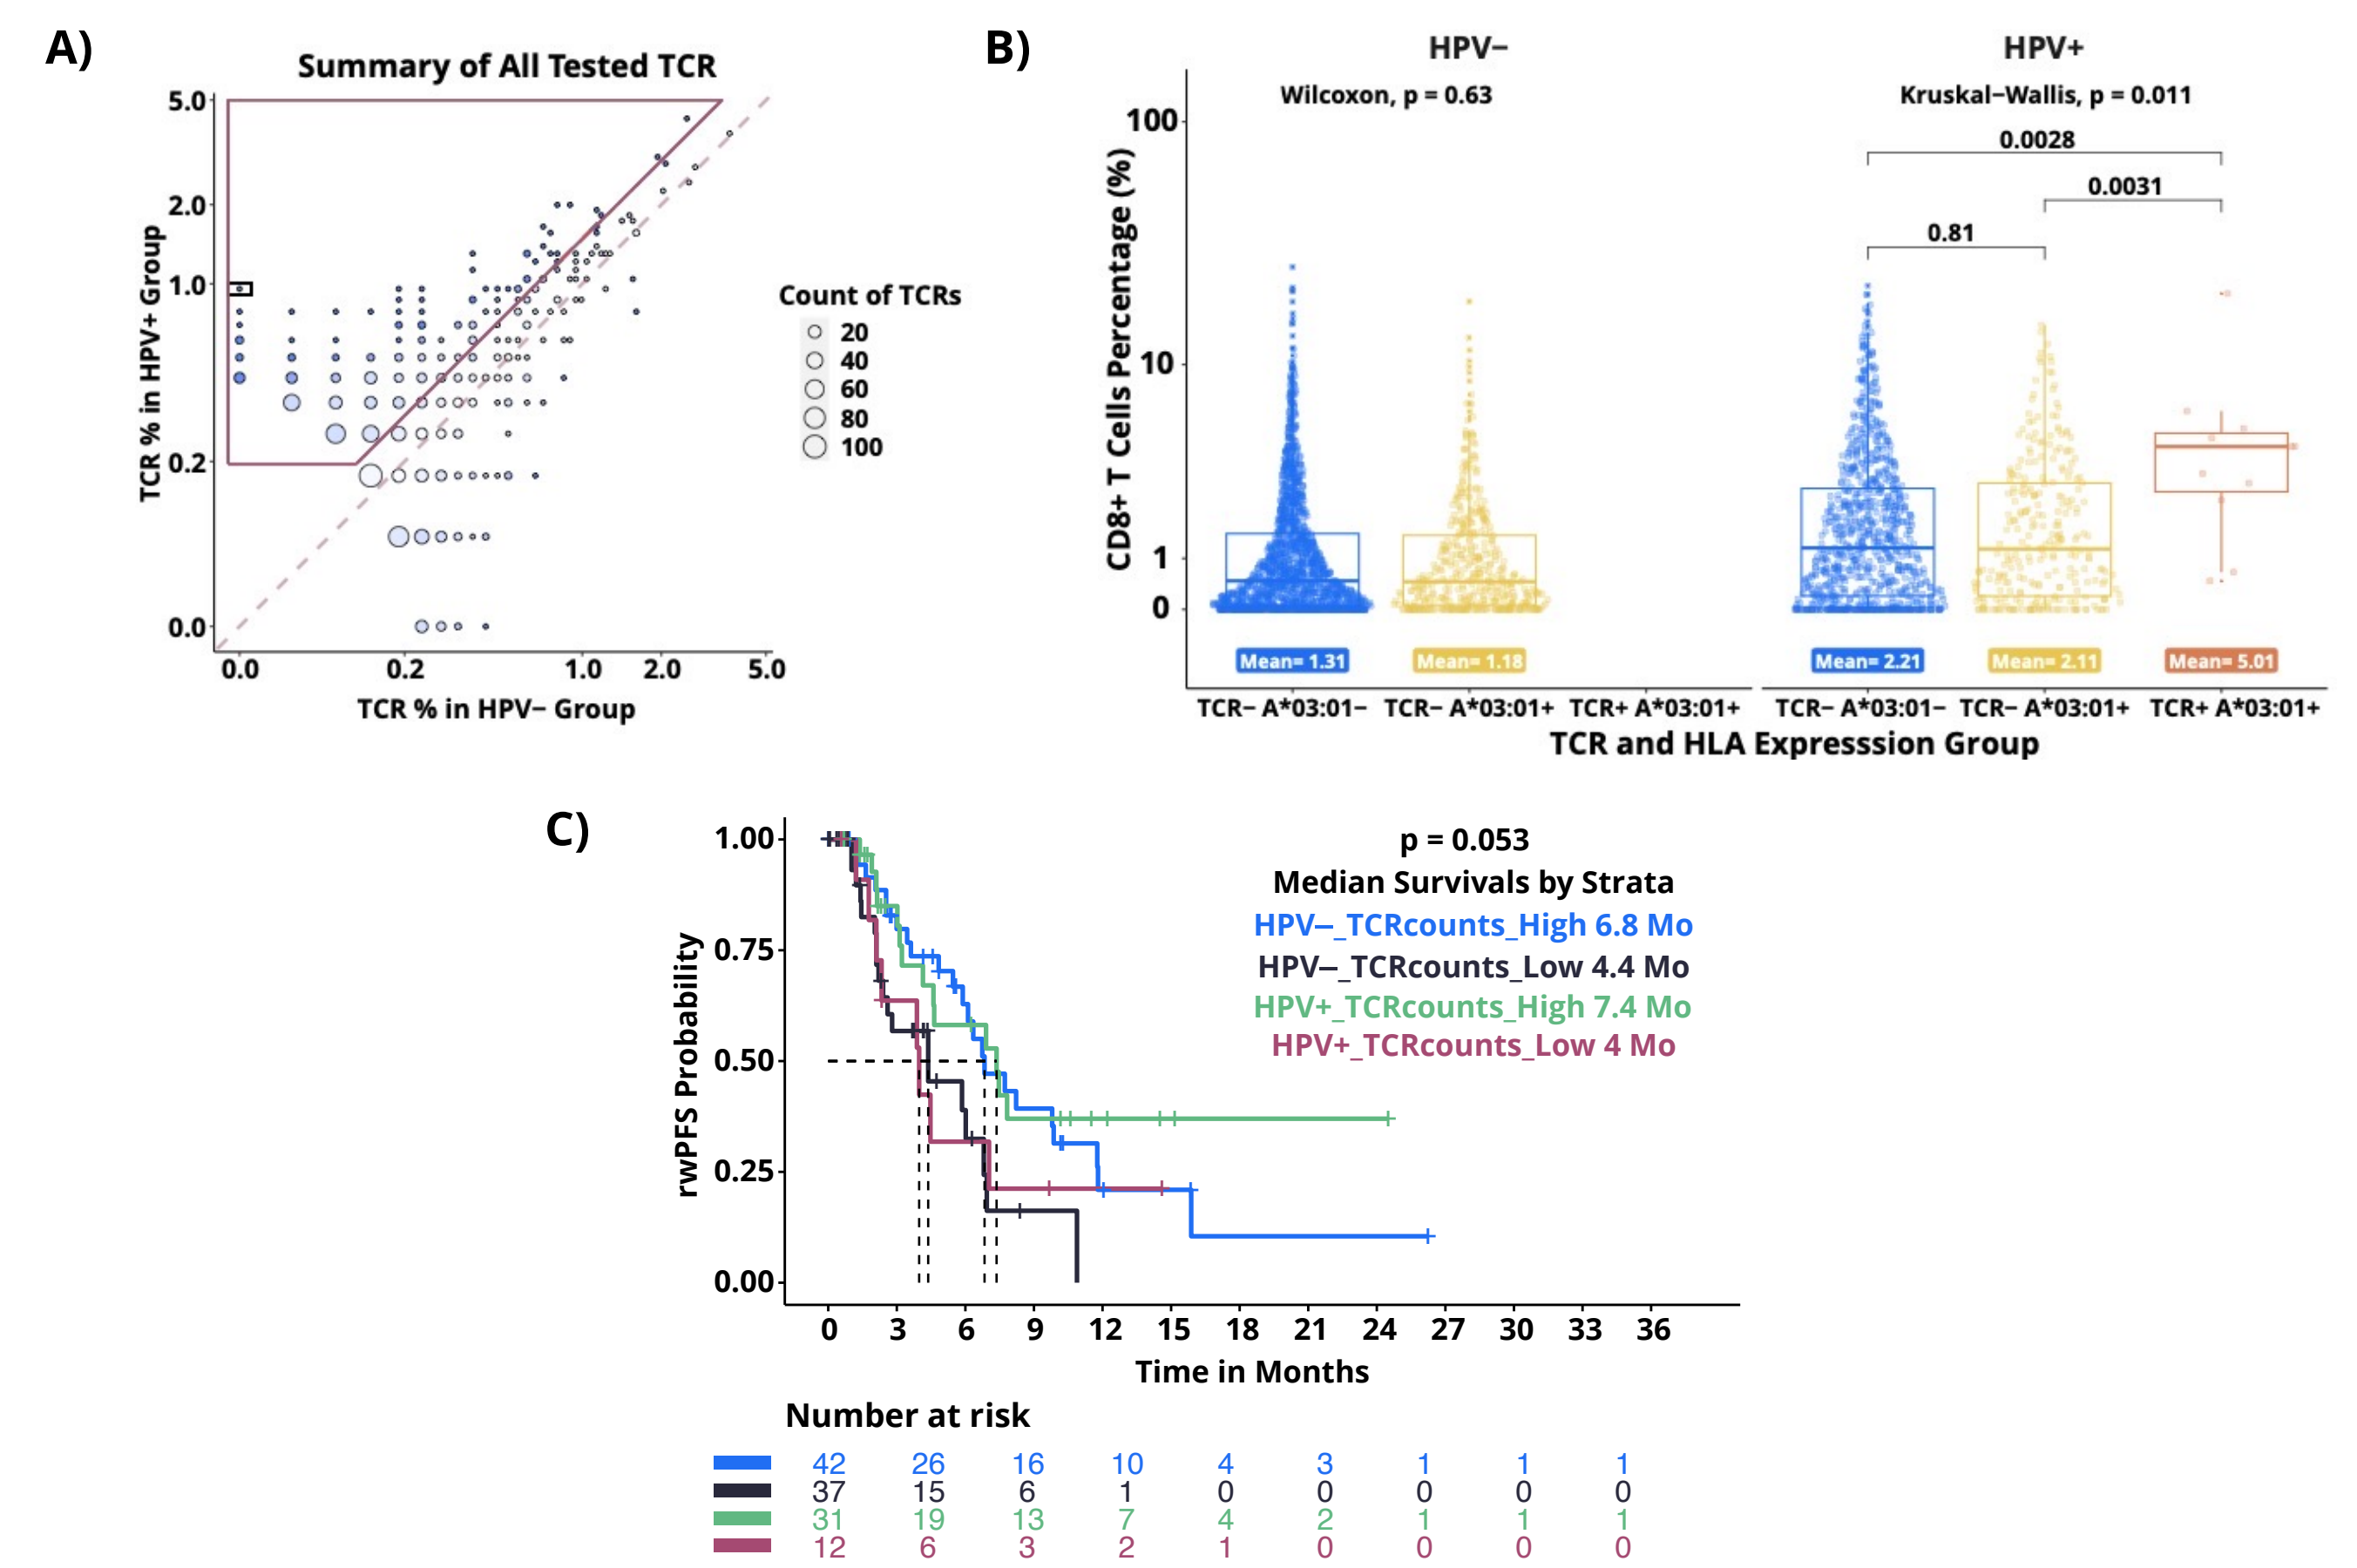 A)
Summary of All Tested TCR
5.0
2.0
1.0
0.2
0.0
TCR % in HPV+ Group
0.0 0.2 1.0 2.0 5.0
TCR % in HPV− Group
Count of TCRs
20
40
60
80
100
B)
HPV− HPV+
Wilcoxon, p = 0.63
Kruskal−Wallis, p = 0.011
0.0028
0.0031
0.81
100
10
1
0
CD8+ T Cells Percentage (%)
Mean= 1.31 Mean= 1.18 Mean= 2.21 Mean= 2.11 Mean= 5.01
TCR− A*03:01− TCR− A*03:01+ TCR+ A*03:01+ TCR− A*03:01− TCR− A*03:01+ TCR+ A*03:01+
TCR and HLA Expresssion Group
C)
1.00
0.75
0.50
0.25
0.00
rwPFS Probability
p = 0.053
Median Survivals by Strata
HPV−_TCRcounts_High 6.8 Mo
HPV−_TCRcounts_Low 4.4 Mo
HPV+_TCRcounts_High 7.4 Mo
HPV+_TCRcounts_Low 4 Mo
0 3 6 9 12 15 18 21 24 27 30 33 36
Time in Months
Number at risk
42 26 16 10 4 3 1 1 1
37 15 6 1 0 0 0 0 0
31 19 13 7 4 2 1 1 1
12 6 3 2 1 0 0 0 0